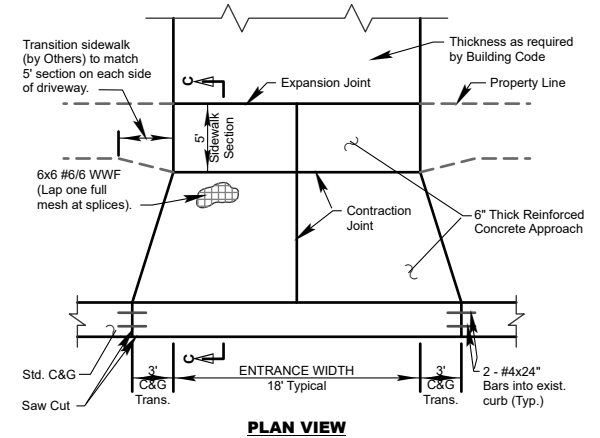 Transition sidewalk
(by Others) to match
5' section on each side
of driveway.
Thickness as required
by Building Code
C
Expansion Joint
Property Line
5'
Sidewalk
Section
6x6 #6/6 WWF
(Lap one full
mesh at splices).
Contraction
Joint
6" Thick Reinforced
Concrete Approach
Std. C&G
Saw Cut
3'
C&G
Trans.
C
ENTRANCE WIDTH
18' Typical
3'
C&G
Trans.
2 - #4x24"
Bars into exist.
curb (Typ.)
PLAN VIEW